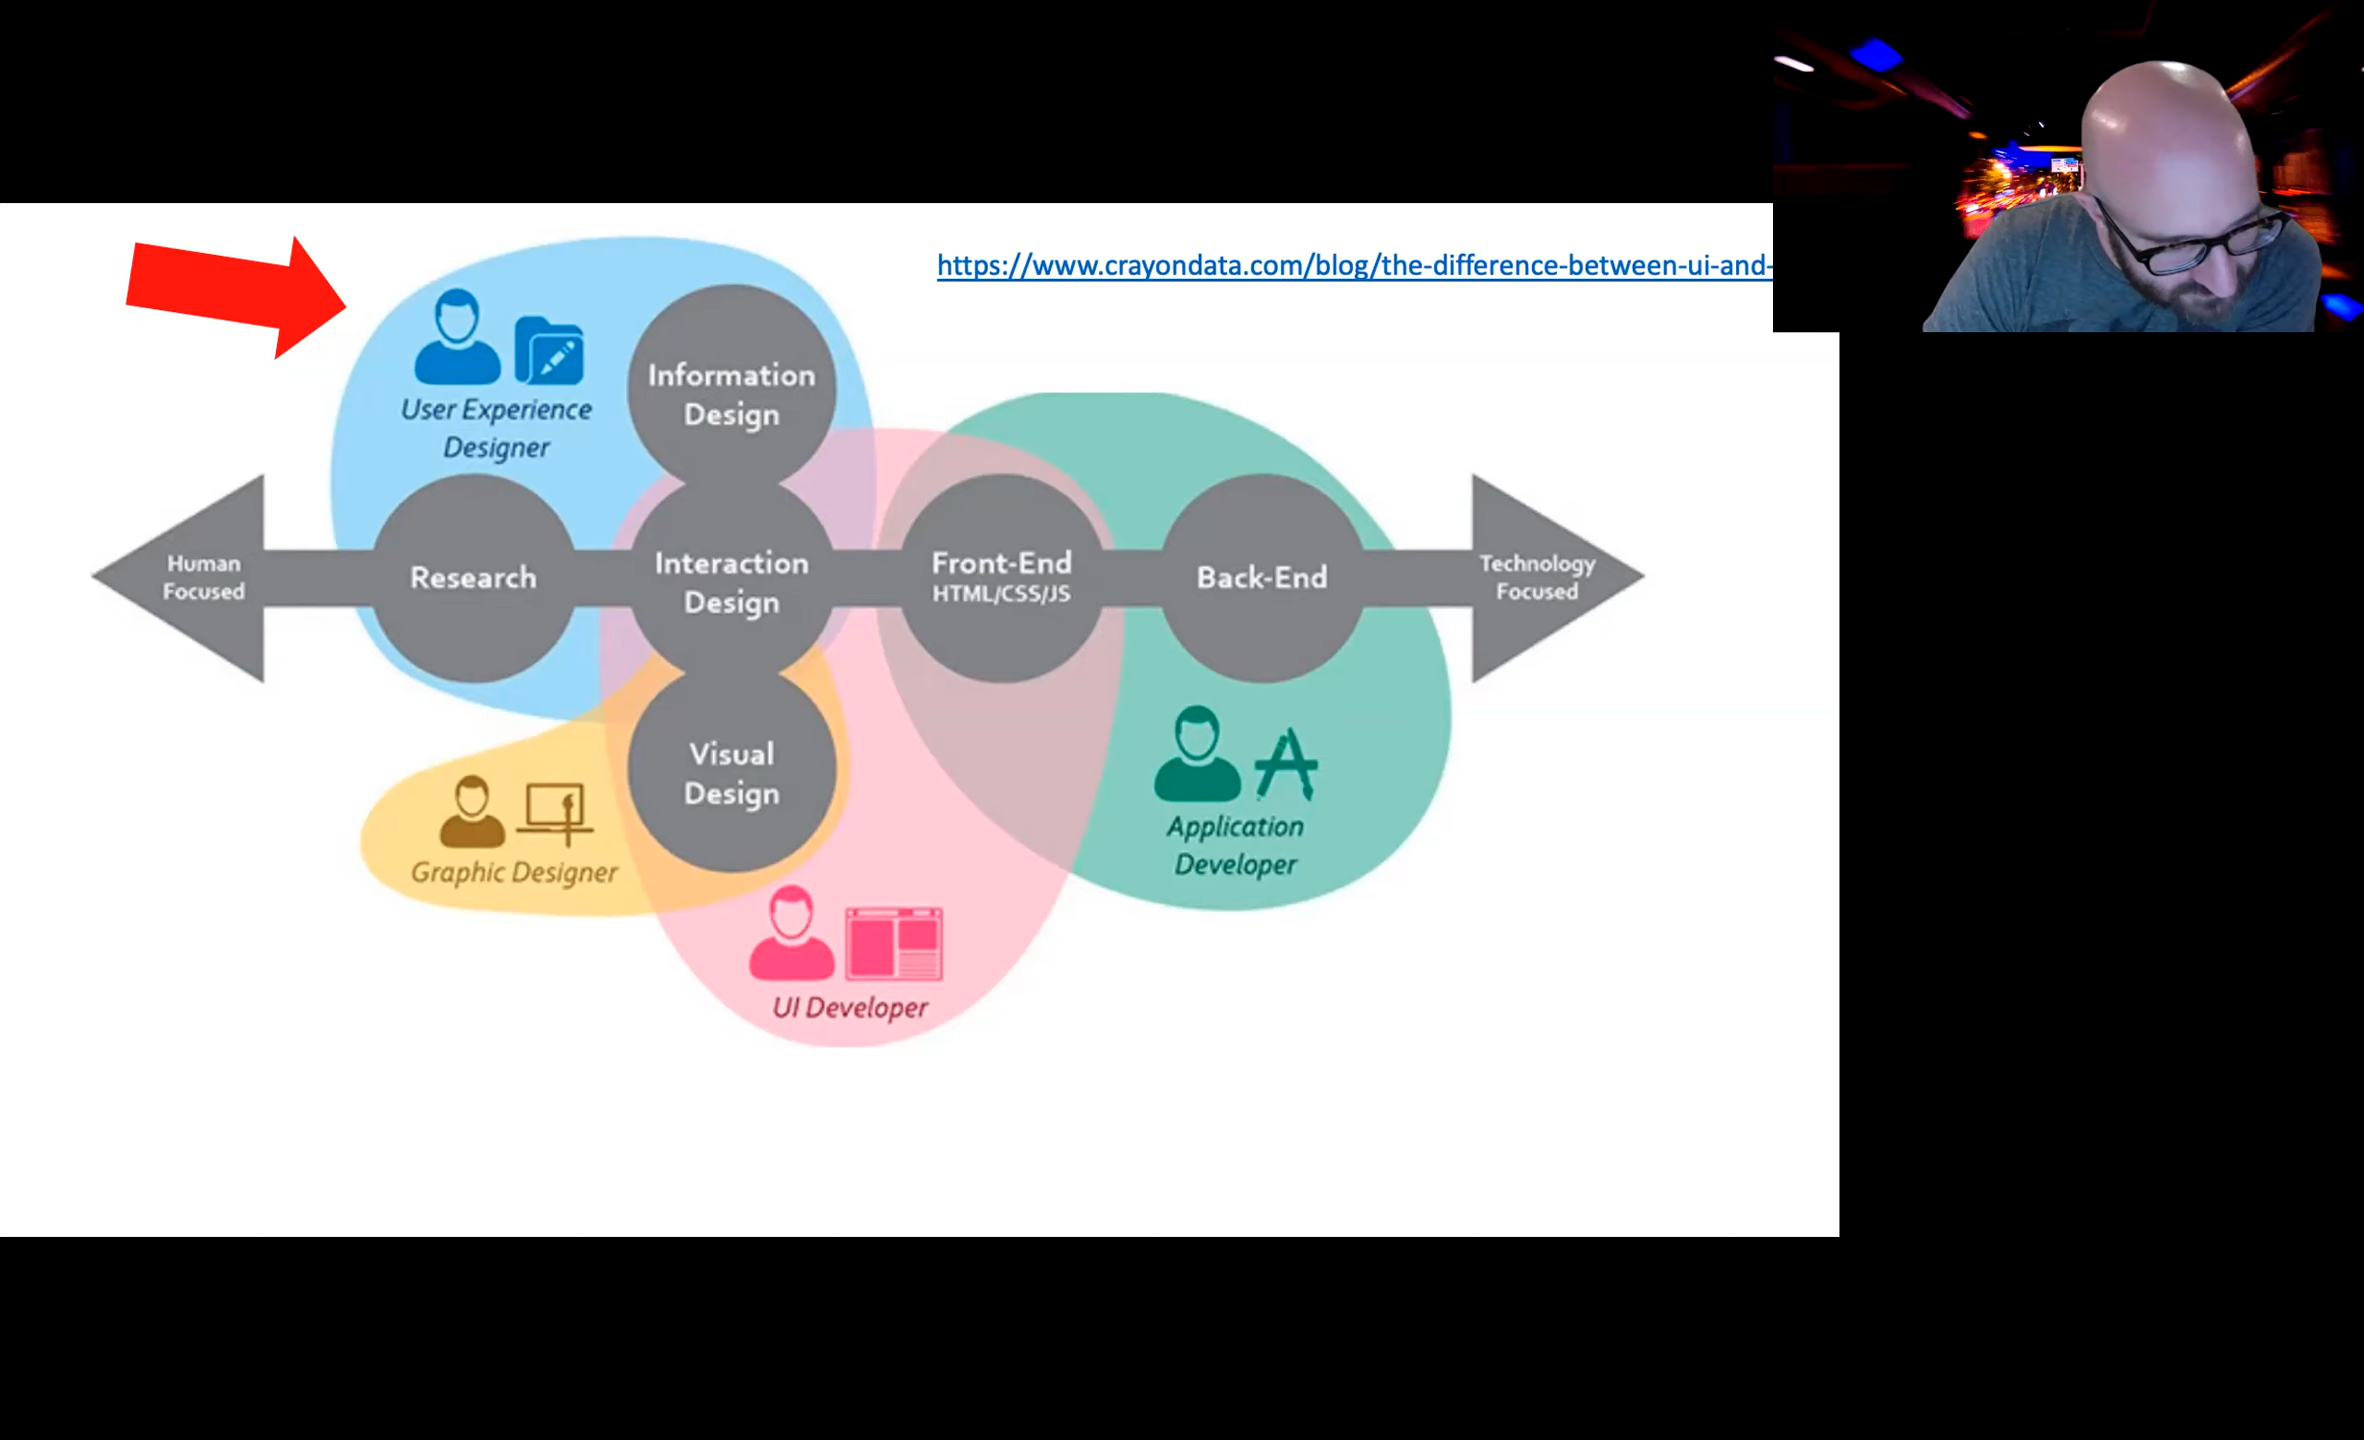 https://www.crayondata.com/blog/the-difference-between-ui-and-
Information
Design
User Experience
Designer
Human
Focused
Research
Interaction
Design
Front-End
HTML/CSS/JS
Back-End
Technology
Focused
Visual
Design
Graphic Designer
Application
Developer
UI Developer